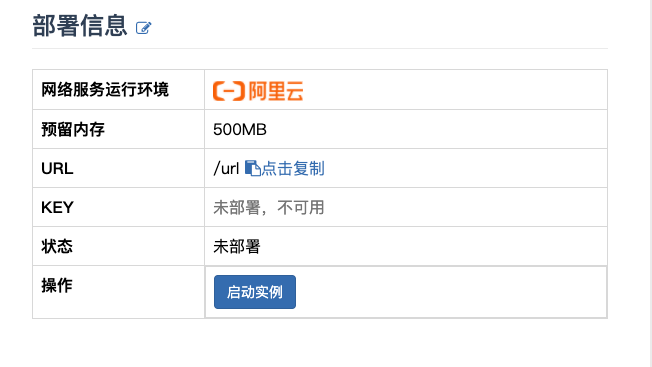 部署信息
网络服务运行环境 阿里云
预留内存 500MB
URL /url 点击复制
KEY 未部署，不可用
状态 未部署
操作 启动实例